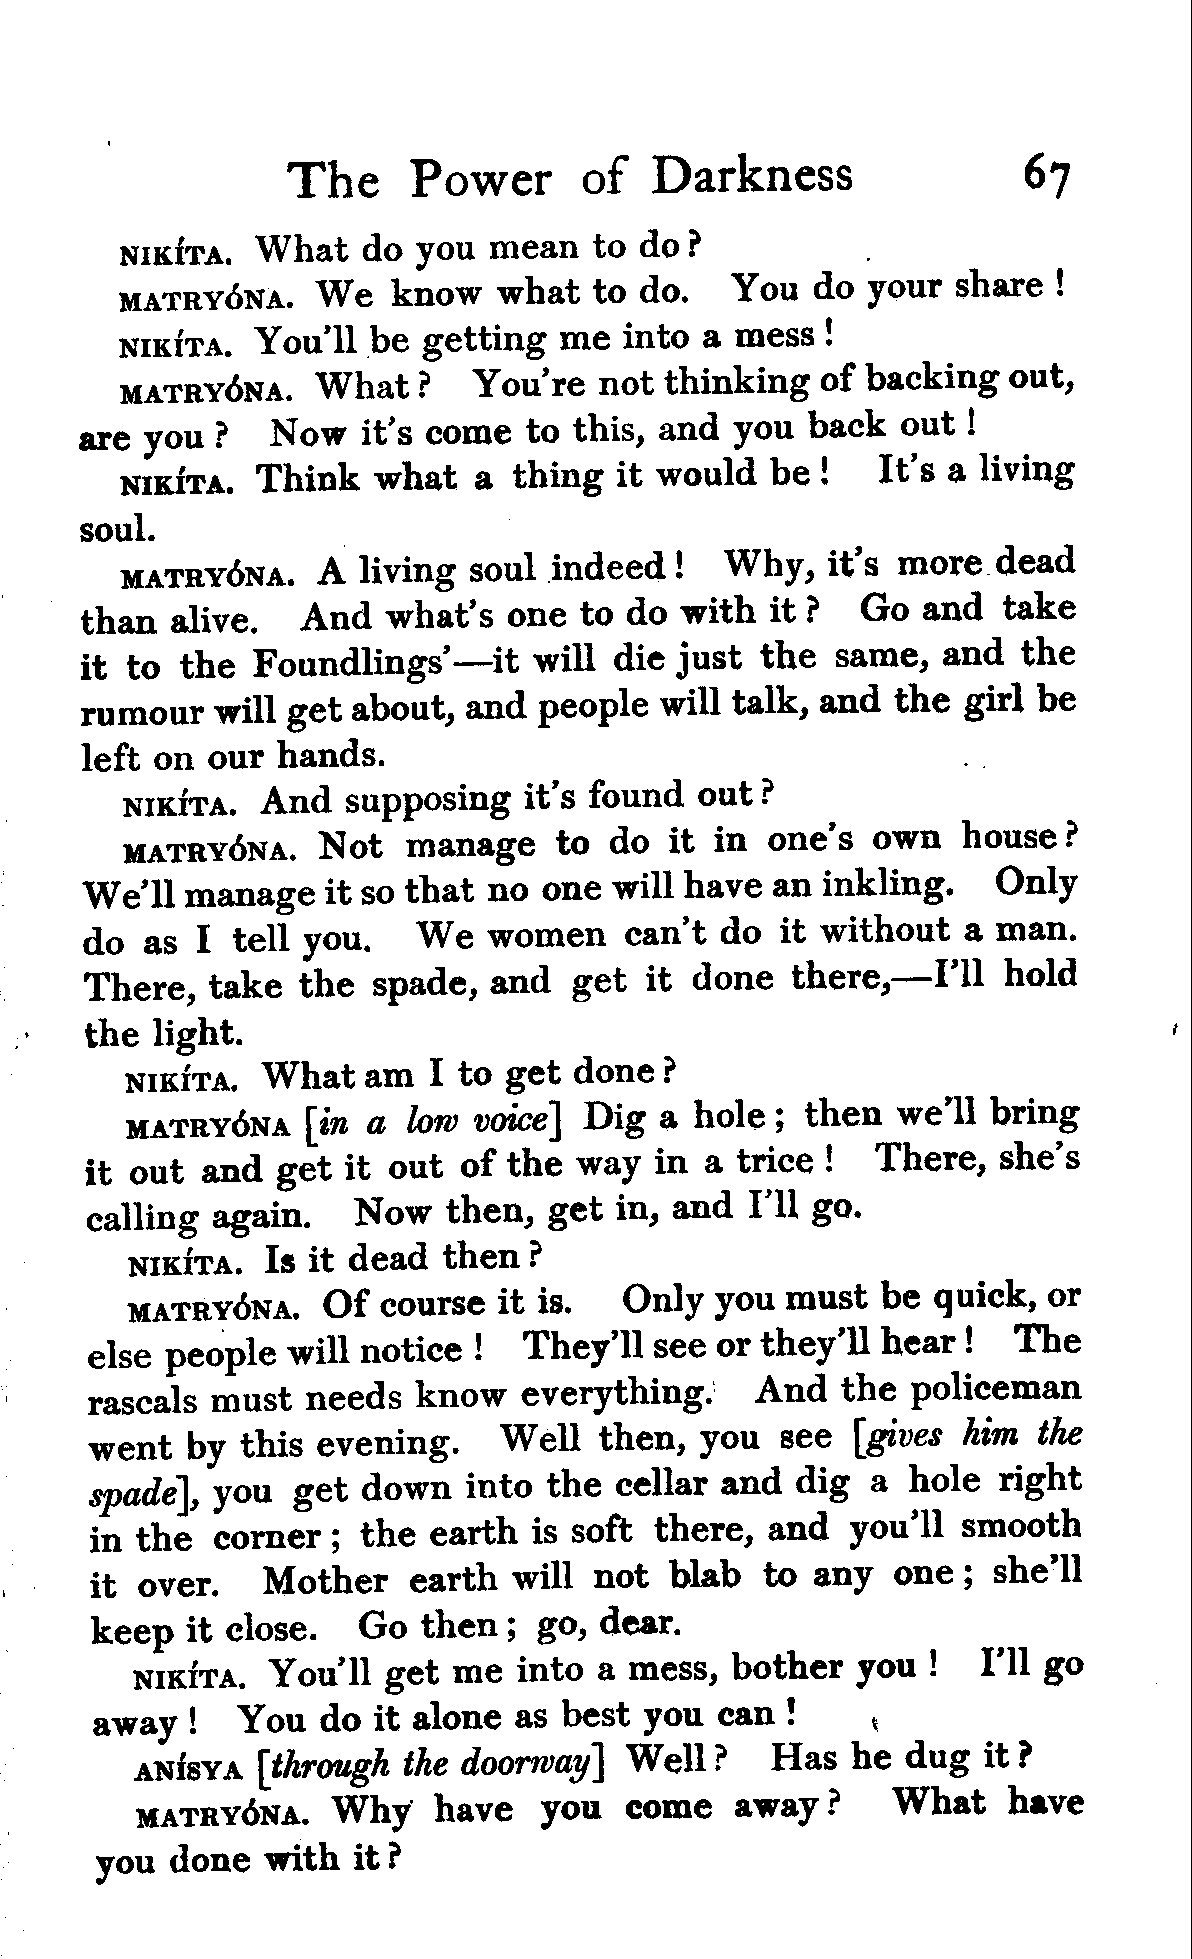 The Power of Darkness 67
NIKÍTA. What do you mean to do?
MATRYÓNA. We know what to do. You do your share!
NIKÍTA. You'll be getting me into a mess!
MATRYÓNA. What? You're not thinking of backing out,
are you? Now it's come to this, and you back out!
NIKÍTA. Think what a thing it would be! It's a living
soul.
MATRYÓNA. A living soul indeed! Why, it's more dead
than alive. And what's one to do with it? Go and take
it to the Foundlings'—it will die just the same, and the
rumour will get about, and people will talk, and the girl be
left on our hands.
NIKÍTA. And supposing it's found out?
MATRYÓNA. Not manage to do it in one's own house?
We'll manage it so that no one will have an inkling. Only
do as I tell you. We women can't do it without a man.
There, take the spade, and get it done there,—I'll hold
the light.
NIKÍTA. What am I to get done?
MATRYÓNA [in a low voice] Dig a hole; then we'll bring
it out and get it out of the way in a trice! There, she's
calling again. Now then, get in, and I'll go.
NIKÍTA. Is it dead then?
MATRYÓNA. Of course it is. Only you must be quick, or
else people will notice! They'll see or they'll hear! The
rascals must needs know everything. And the policeman
went by this evening. Well then, you see [gives him the
spade], you get down into the cellar and dig a hole right
in the corner; the earth is soft there, and you'll smooth
it over. Mother earth will not blab to any one; she'll
keep it close. Go then; go, dear.
NIKÍTA. You'll get me into a mess, bother you! I'll go
away! You do it alone as best you can!
ANÍSYA [through the doorway] Well? Has he dug it?
MATRYÓNA. Why have you come away? What have
you done with it?